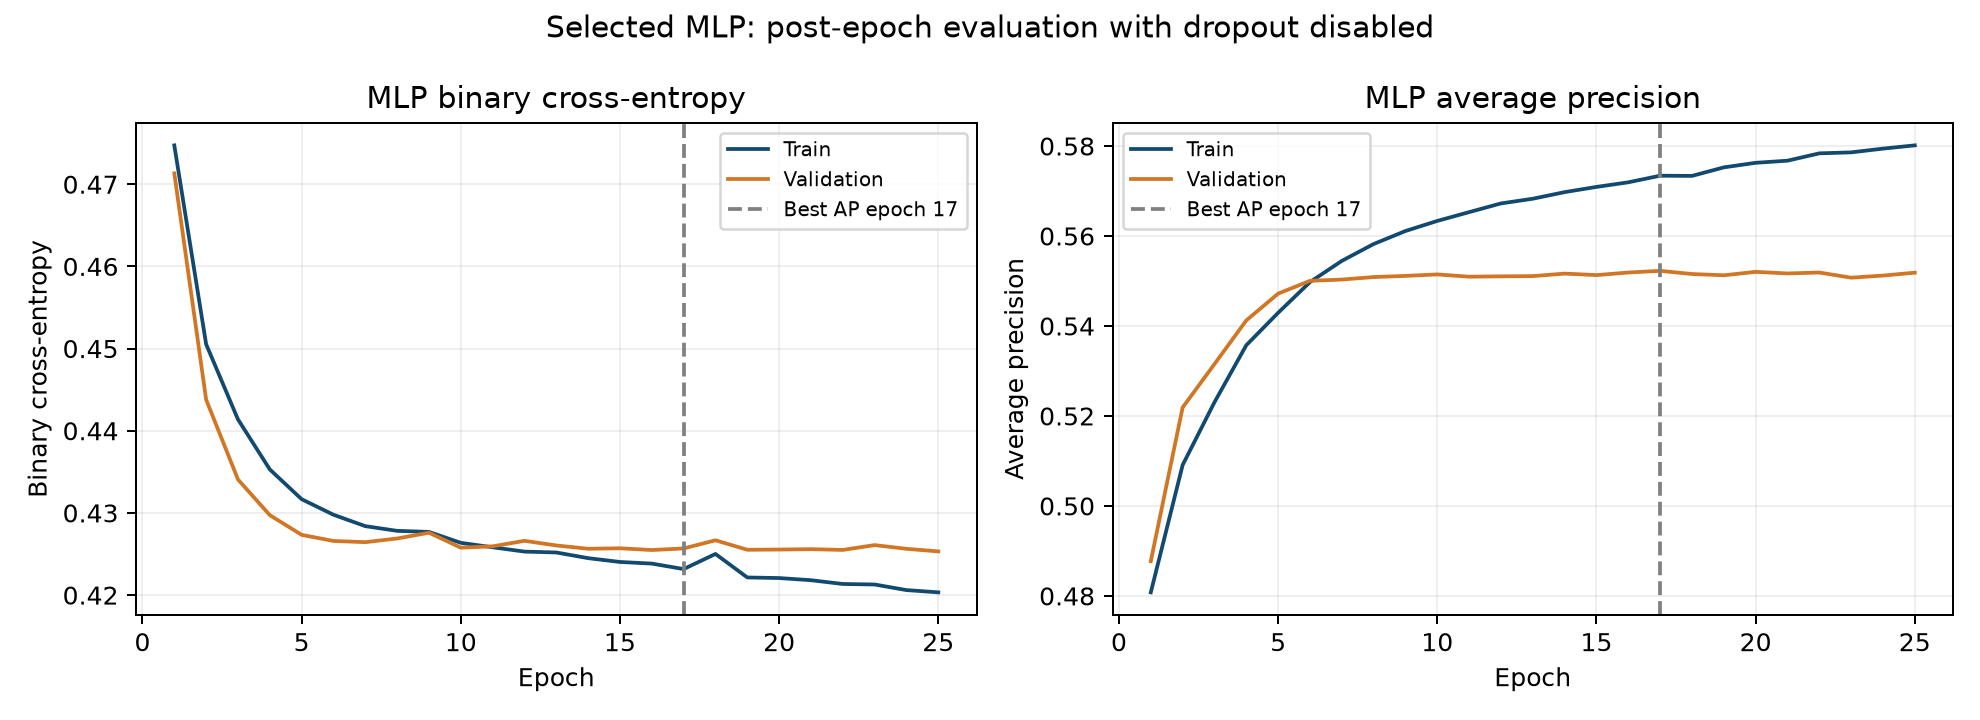 Selected MLP: post-epoch evaluation with dropout disabled
MLP binary cross-entropy
Binary cross-entropy
0.47
0.46
0.45
0.44
0.43
0.42
Train
Validation
Best AP epoch 17
0
5
10
15
20
25
Epoch
MLP average precision
Average precision
0.58
0.56
0.54
0.52
0.50
0.48
Train
Validation
Best AP epoch 17
0
5
10
15
20
25
Epoch